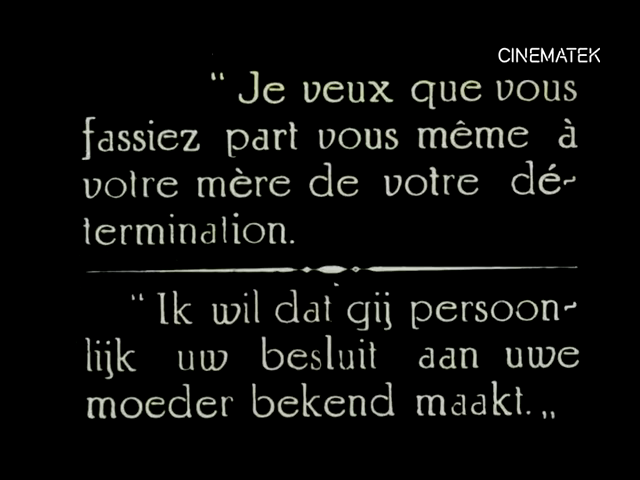 CINEMATEK
“ Je veux que vous
fassiez part vous même à
votre mère de votre dé-
termination.
“ Ik wil dat gij persoon-
lijk uw besluit aan uwe
moeder bekend maakt.„